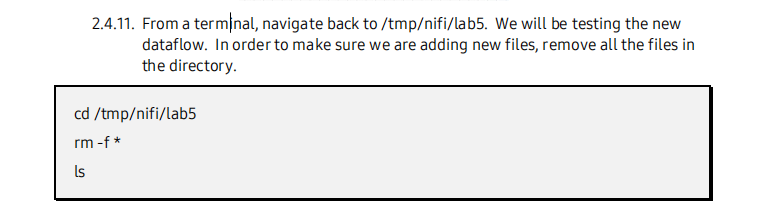 2.4.11. From a terminal, navigate back to /tmp/nifi/lab5. We will be testing the new
dataflow. In order to make sure we are adding new files, remove all the files in
the directory.
cd /tmp/nifi/lab5
rm -f *
ls